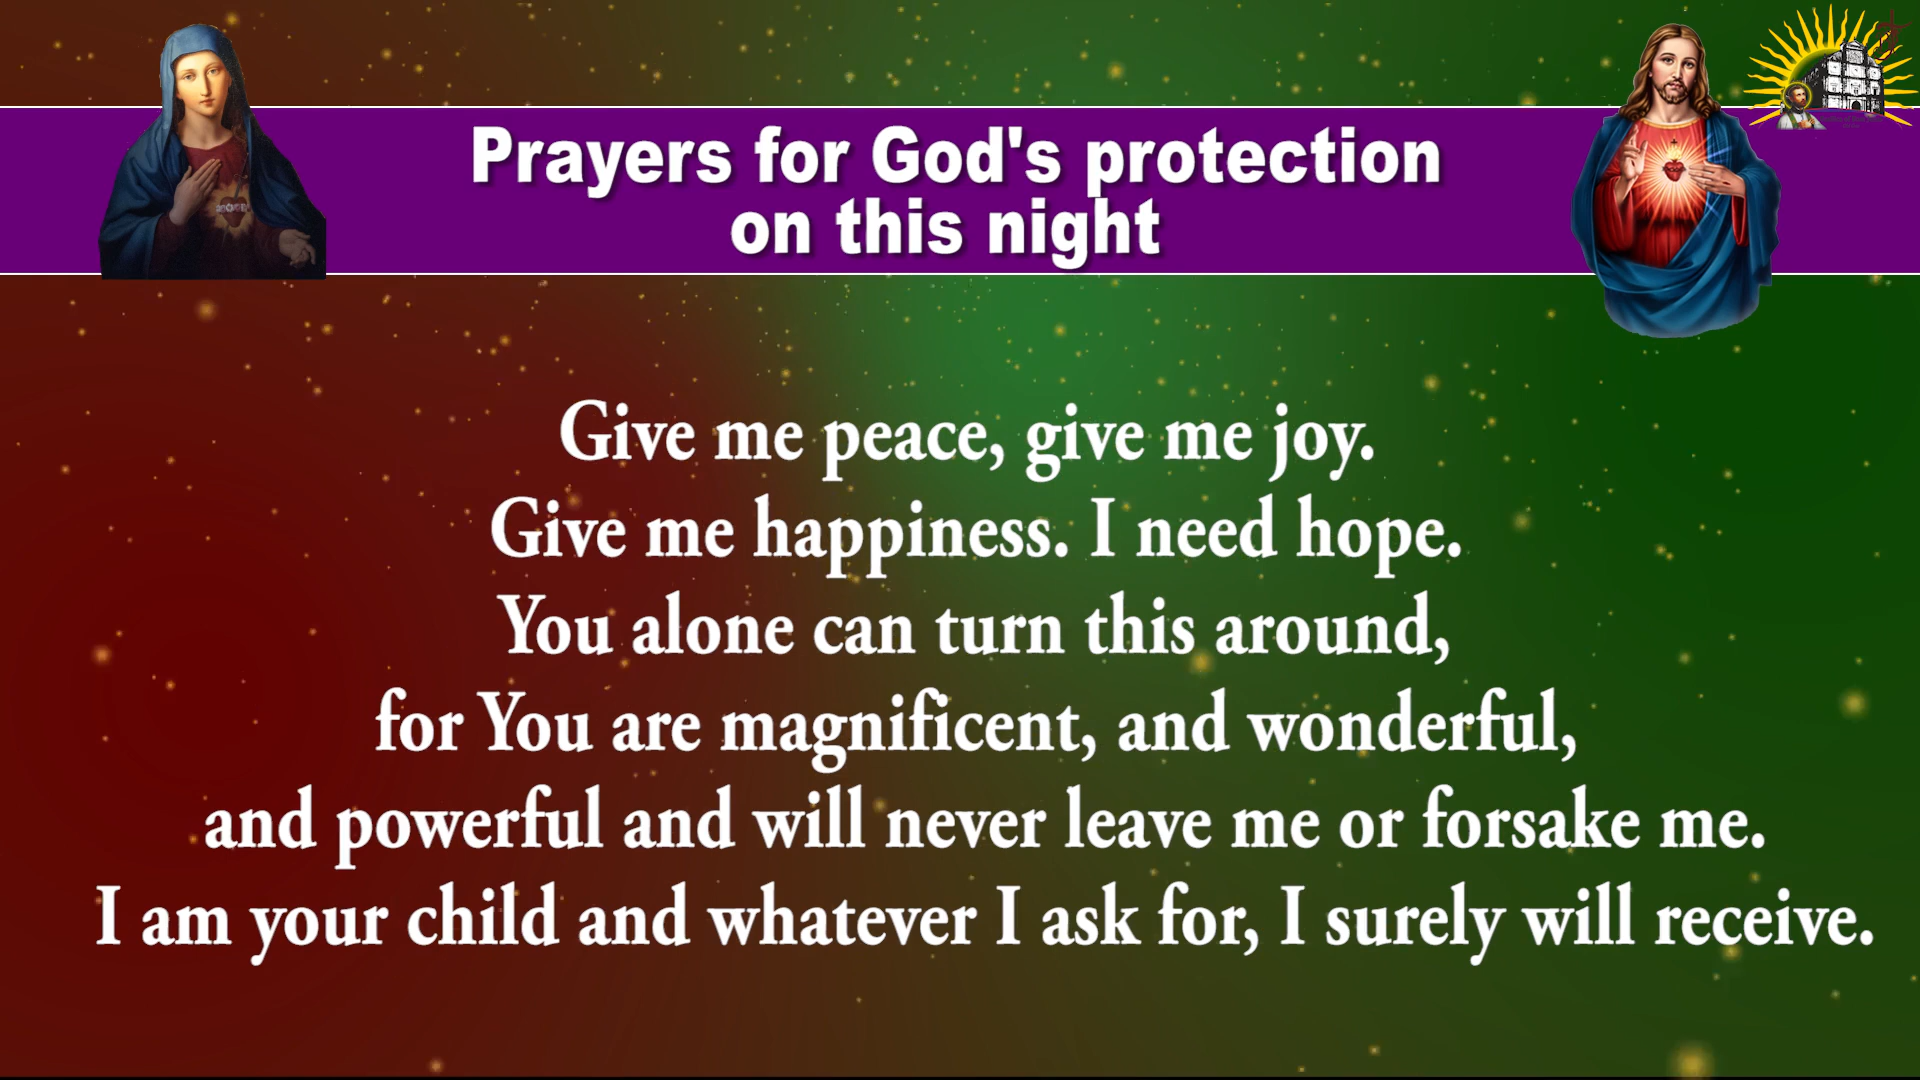 Prayers for God's protection
on this night
Give me peace, give me joy.
Give me happiness. I need hope.
You alone can turn this around,
for You are magnificent, and wonderful,
and powerful and will never leave me or forsake me.
I am your child and whatever I ask for, I surely will receive.